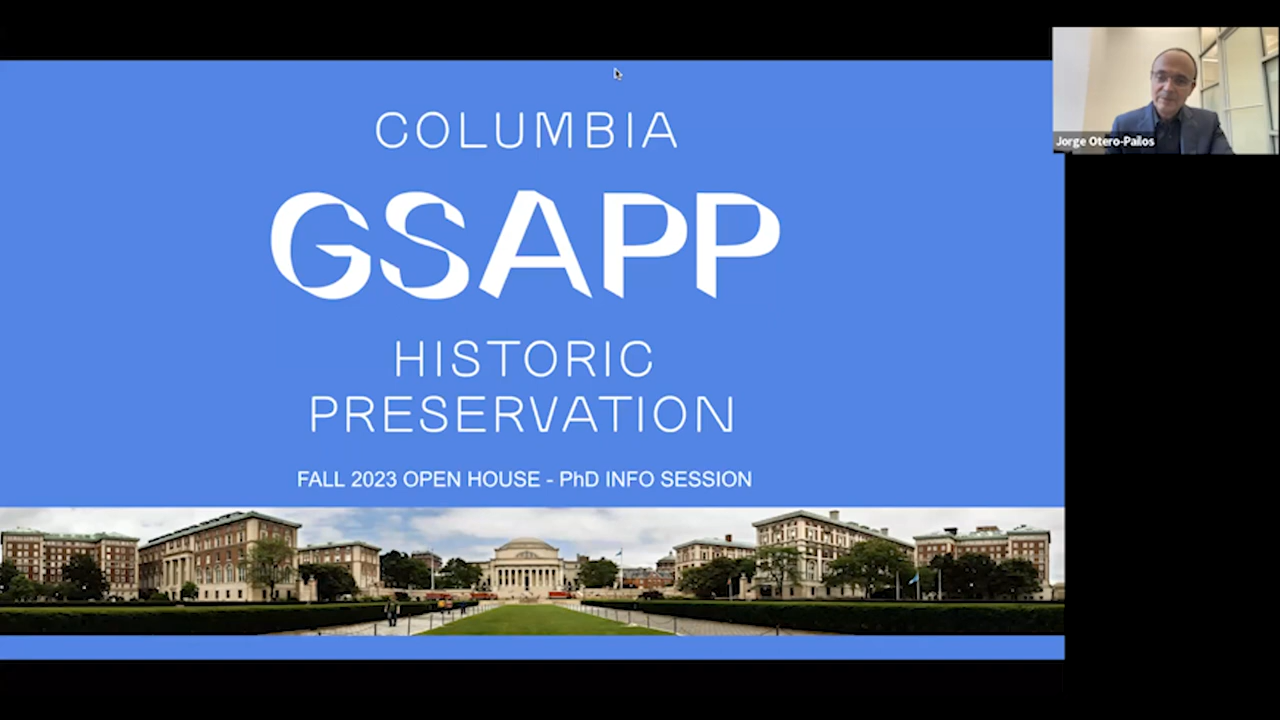 COLUMBIA
GSAPP
HISTORIC
PRESERVATION
FALL 2023 OPEN HOUSE - PhD INFO SESSION
Jorge Otero-Pailos